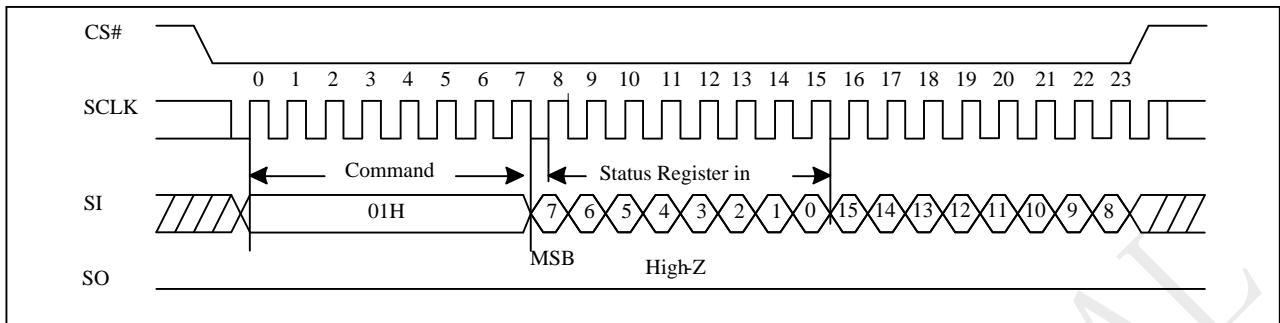 CS#
0 1 2 3 4 5 6 7 8 9 10 11 12 13 14 15 16 17 18 19 20 21 22 23
SCLK
Command Status Register in
SI
01H 7 6 5 4 3 2 1 0 15 14 13 12 11 10 9 8
MSB High-Z
SO